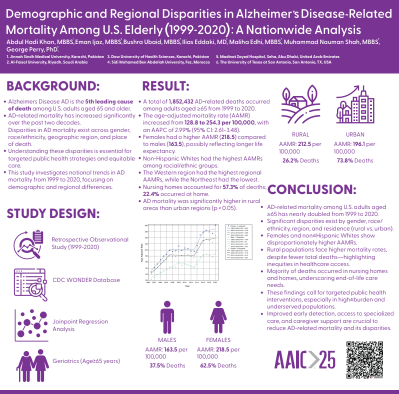 Demographic and Regional Disparities in Alzheimer's Disease-Related
Mortality Among U.S. Elderly (1999-2020): A Nationwide Analysis
Abdul Hadi Khan, MBBS, Eman Ijaz, MBBS, Bushra Ubaid, MBBS, Ilias Eddaki, MD, Maliha Edhi, MBBS, Muhammad Nouman Shah, MBBS,
George Perry, PhD
1. Jinnah Sindh Medical University, Karachi, Pakistan
2. Dow University of Health Sciences, Karachi, Pakistan
4. Al-Faisal University, Riyadh, Saudi Arabia
5. Sidi Mohamed Ben Abdellah University, Fez, Morocco
6. The University of Texas at San Antonio, San Antonio, TX, USA
BACKGROUND:
Alzheimer's Disease AD is the 5th leading cause
of death among U.S. adults aged 65 and older.
AD-related mortality has increased significantly
over the past two decades.
Disparities in AD mortality exist across gender,
race/ethnicity, geographic region, and place of
death.
Understanding these disparities is essential for
targeted public health strategies and equitable
care.
This study investigates national trends in AD
mortality from 1999 to 2020, focusing on
demographic and regional differences.
STUDY DESIGN:
Retrospective Observational Study
(1999-2020)
CDC WONDER Database
Joinpoint Regression
Analysis
Geriatrics (Age≥65 years)
RESULT:
A total of 1,852,432 AD-related deaths occurred
among adults aged ≥65 from 1999 to 2020.
The age-adjusted mortality rate (AAMR)
increased from 128.8 to 254.3 per 100,000, with
an AAPC of 2.99% (95% CI: 2.61–3.48).
Females had a higher AAMR (218.5) compared
to males (163.5), possibly reflecting longer life
expectancy.
Non-Hispanic Whites had the highest AAMRs
among racial/ethnic groups.
The Western region had the highest regional
AAMRs, while the Northeast had the lowest.
Nursing homes accounted for 57.3% of deaths;
22.4% occurred at home.
AD mortality was significantly higher in rural
areas than urban regions (p < 0.05).
MALES
AAMR: 163.5 per
100,000
37.5% Deaths
FEMALES
AAMR: 218.5 per
100,000
62.5% Deaths
RURAL
AAMR: 212.5 per
100,000
26.2% Deaths
URBAN
AAMR: 196.1 per
100,000
73.8% Deaths
CONCLUSION:
AD-related mortality among U.S. adults aged
≥65 has nearly doubled from 1999 to 2020.
Significant disparities exist by gender, race/
ethnicity, region, and residence (rural vs. urban).
Females and non‑Hispanic Whites show
disproportionately higher AAMRs.
Rural populations face higher mortality rates,
despite fewer total deaths—highlighting
inequities in healthcare access.
Majority of deaths occurred in nursing homes
and homes, underscoring end-of-life care
needs.
These findings call for targeted public health
interventions, especially in high‑burden and
underserved populations.
Improved early detection, access to specialized
care, and caregiver support are crucial to
reduce AD-related mortality and its disparities.
AAIC>25